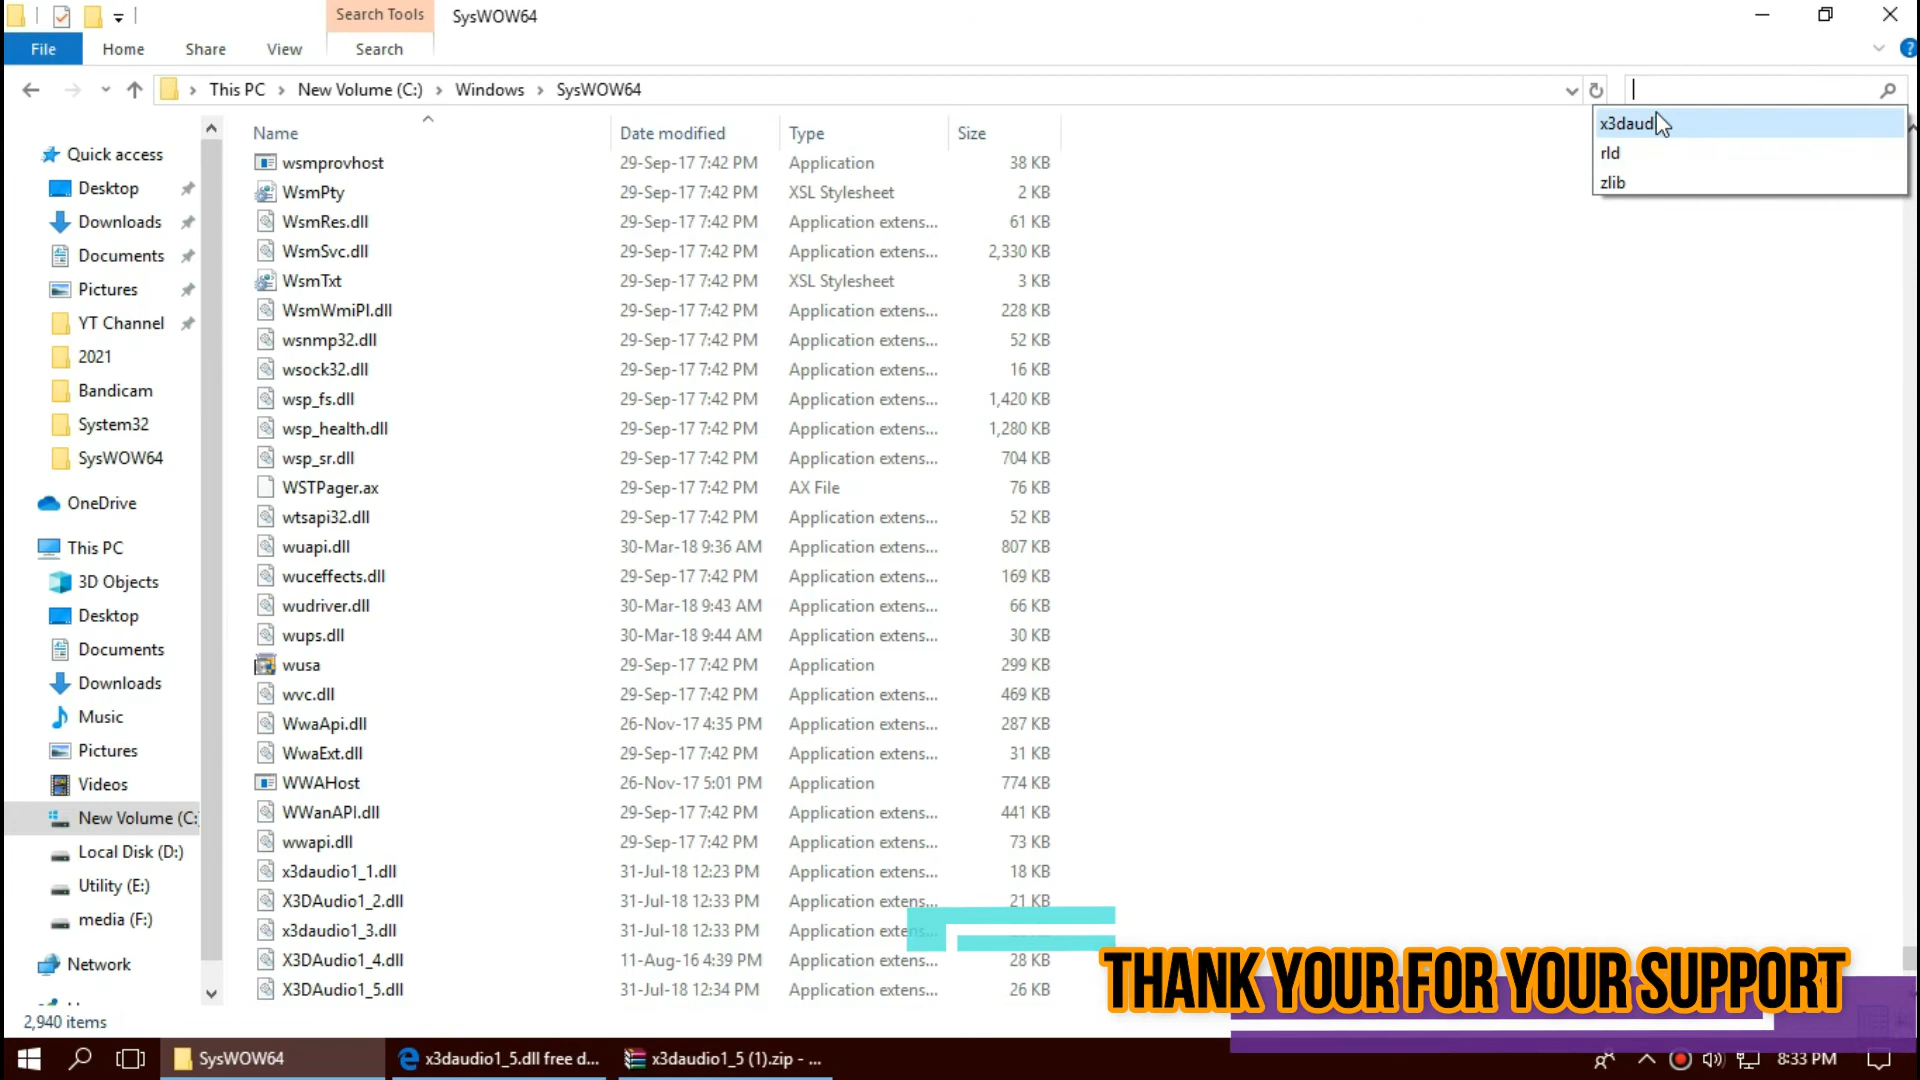 Search Tools SysWOW64
File Home Share View Search
This PC New Volume (C:) Windows SysWOW64
x3daud
rld
zlib
Name Date modified Type Size
Quick access
Desktop
Downloads
Documents
Pictures
YT Channel
2021
Bandicam
System32
SysWOW64
OneDrive
This PC
3D Objects
Desktop
Documents
Downloads
Music
Pictures
Videos
New Volume (C:
Local Disk (D:)
Utility (E:)
media (F:)
Network
wsmprovhost 29-Sep-17 7:42 PM Application 38 KB
WsmPty 29-Sep-17 7:42 PM XSL Stylesheet 2 KB
WsmRes.dll 29-Sep-17 7:42 PM Application extens... 61 KB
WsmSvc.dll 29-Sep-17 7:42 PM Application extens... 2,330 KB
WsmTxt 29-Sep-17 7:42 PM XSL Stylesheet 3 KB
WsmWmiPl.dll 29-Sep-17 7:42 PM Application extens... 228 KB
wsnmp32.dll 29-Sep-17 7:42 PM Application extens... 52 KB
wsock32.dll 29-Sep-17 7:42 PM Application extens... 16 KB
wsp_fs.dll 29-Sep-17 7:42 PM Application extens... 1,420 KB
wsp_health.dll 29-Sep-17 7:42 PM Application extens... 1,280 KB
wsp_sr.dll 29-Sep-17 7:42 PM Application extens... 704 KB
WSTPager.ax 29-Sep-17 7:42 PM AX File 76 KB
wtsapi32.dll 29-Sep-17 7:42 PM Application extens... 52 KB
wuapi.dll 30-Mar-18 9:36 AM Application extens... 807 KB
wuceffects.dll 29-Sep-17 7:42 PM Application extens... 169 KB
wudriver.dll 30-Mar-18 9:43 AM Application extens... 66 KB
wups.dll 30-Mar-18 9:44 AM Application extens... 30 KB
wusa 29-Sep-17 7:42 PM Application 299 KB
wvc.dll 29-Sep-17 7:42 PM Application extens... 469 KB
WwaApi.dll 26-Nov-17 4:35 PM Application extens... 287 KB
WwaExt.dll 29-Sep-17 7:42 PM Application extens... 31 KB
WWAHost 26-Nov-17 5:01 PM Application 774 KB
WWanAPI.dll 29-Sep-17 7:42 PM Application extens... 441 KB
wwapi.dll 29-Sep-17 7:42 PM Application extens... 73 KB
x3daudio1_1.dll 31-Jul-18 12:23 PM Application extens... 18 KB
X3DAudio1_2.dll 31-Jul-18 12:33 PM Application extens... 21 KB
x3daudio1_3.dll 31-Jul-18 12:33 PM Application extens...
X3DAudio1_4.dll 11-Aug-16 4:39 PM Application extens... 28 KB
X3DAudio1_5.dll 31-Jul-18 12:34 PM Application extens... 26 KB
THANK YOUR FOR YOUR SUPPORT
2,940 items
SysWOW64 x3daudio1_5.dll free d... x3daudio1_5 (1).zip - ... 8:33 PM